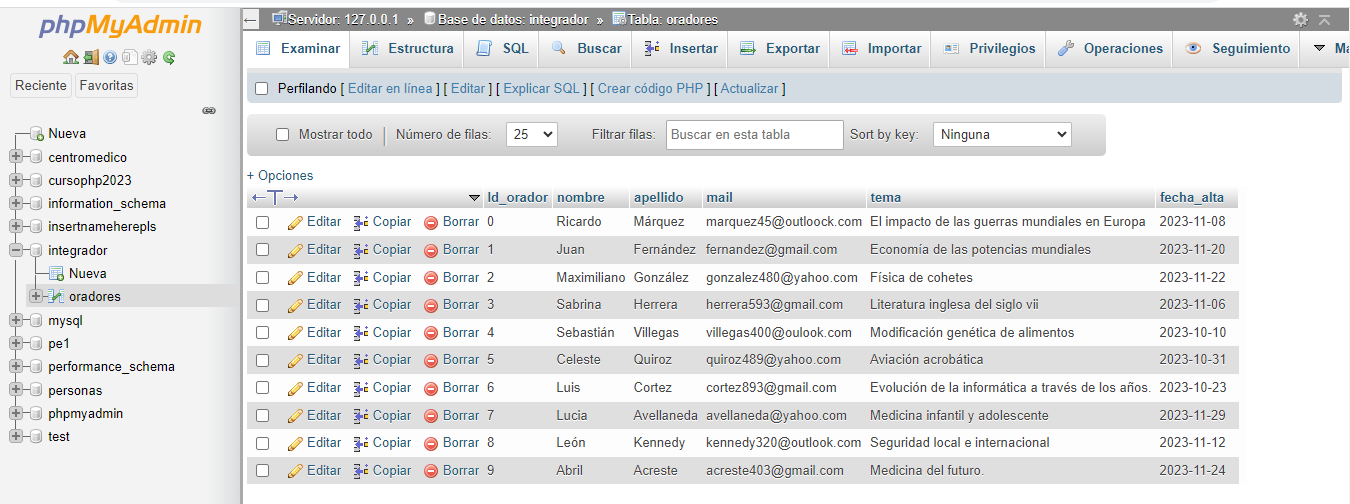 phpMyAdmin
Reciente Favoritas
Nueva
centromedico
cursophp2023
information_schema
insertnameherepls
integrador
Nueva
oradores
mysql
pe1
performance_schema
personas
phpmyadmin
test
Servidor: 127.0.0.1 » Base de datos: integrador » Tabla: oradores
Examinar Estructura SQL Buscar Insertar Exportar Importar Privilegios Operaciones Seguimiento Ma
Perfilando [ Editar en línea ] [ Editar ] [ Explicar SQL ] [ Crear código PHP ] [ Actualizar ]
Mostrar todo Número de filas: 25 Filtrar filas: Buscar en esta tabla Sort by key: Ninguna
+ Opciones
←T→ Id_orador nombre apellido mail tema fecha_alta
Editar Copiar Borrar 0 Ricardo Márquez marquez45@outloock.com El impacto de las guerras mundiales en Europa 2023-11-08
Editar Copiar Borrar 1 Juan Fernández fernandez@gmail.com Economía de las potencias mundiales 2023-11-20
Editar Copiar Borrar 2 Maximiliano González gonzalez480@yahoo.com Física de cohetes 2023-11-22
Editar Copiar Borrar 3 Sabrina Herrera herrera593@gmail.com Literatura inglesa del siglo vii 2023-11-06
Editar Copiar Borrar 4 Sebastián Villegas villegas400@oulook.com Modificación genética de alimentos 2023-10-10
Editar Copiar Borrar 5 Celeste Quiroz quiroz489@yahoo.com Aviación acrobática 2023-10-31
Editar Copiar Borrar 6 Luis Cortez cortez893@gmail.com Evolución de la informática a través de los años. 2023-10-23
Editar Copiar Borrar 7 Lucia Avellaneda avellaneda@yahoo.com Medicina infantil y adolescente 2023-11-29
Editar Copiar Borrar 8 León Kennedy kennedy320@outlook.com Seguridad local e internacional 2023-11-12
Editar Copiar Borrar 9 Abril Acreste acreste403@gmail.com Medicina del futuro. 2023-11-24